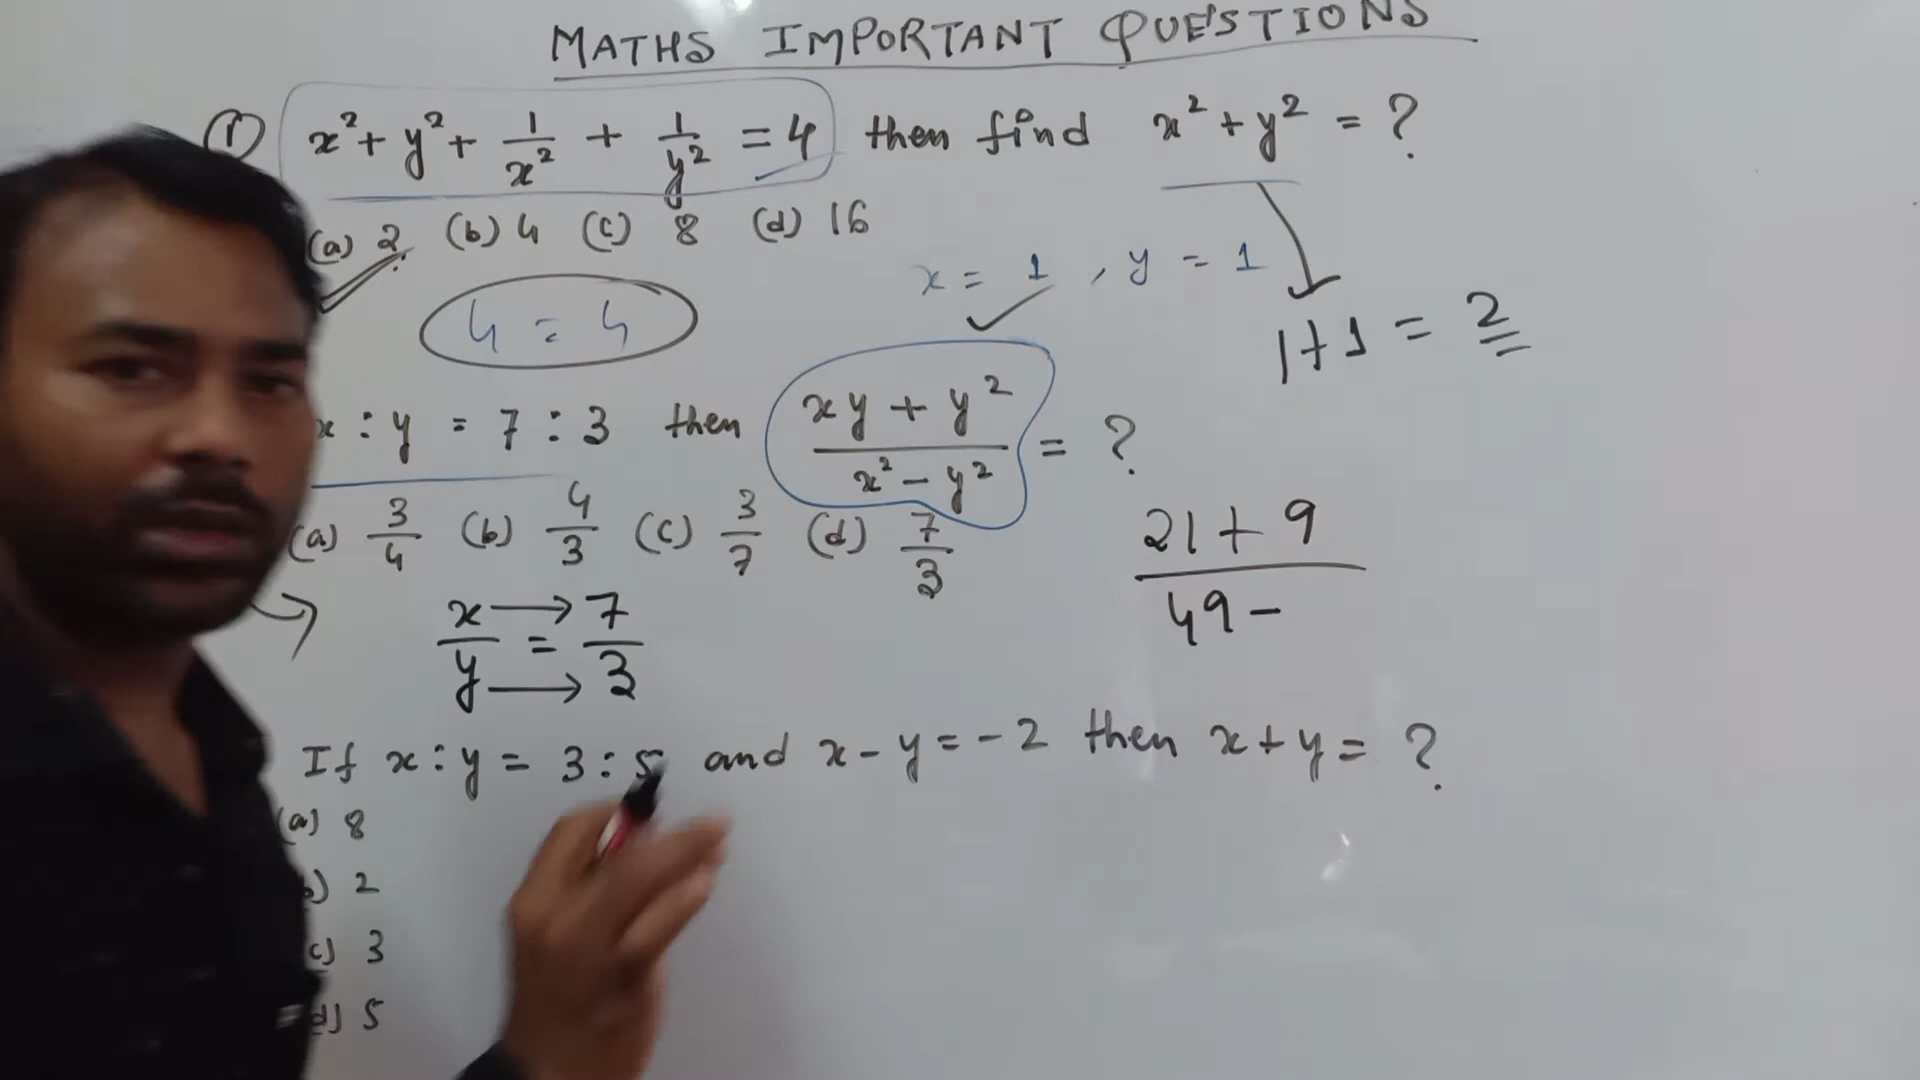 MATHS IMPORTANT QUESTIONS
① x² + y² + 1/x² + 1/y² = 4 then find x² + y² = ?
(a) 2 (b) 4 (c) 8 (d) 16
x = 1 , y = 1
4 = 4
1+1 = 2
x : y = 7 : 3 then xy + y² / x² - y² = ?
(a) 3/4 (b) 4/3 (c) 3/7 (d) 7/3
21 + 9 / 49 -
x/y = 7/3
If x : y = 3 : 5 and x - y = -2 then x + y = ?
(a) 8
b) 2
c) 3
d) 5